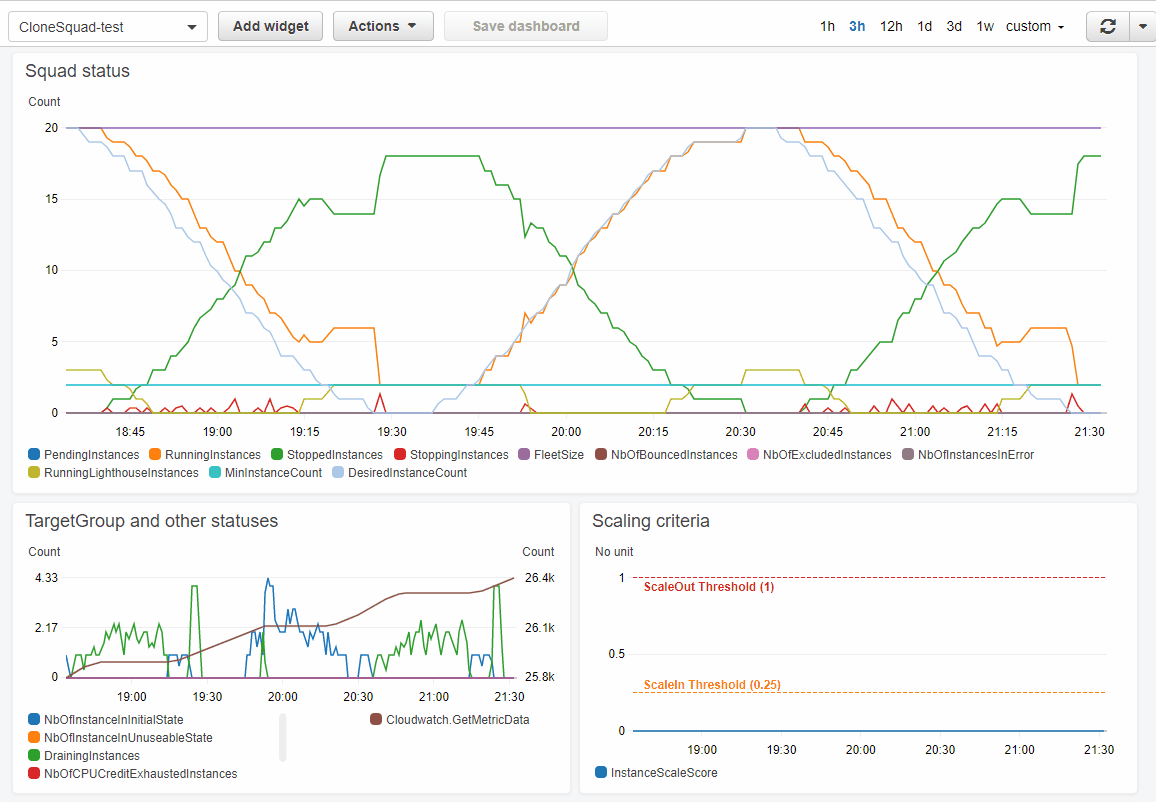 CloneSquad-test Add widget Actions Save dashboard 1h 3h 12h 1d 3d 1w custom
Squad status
Count
20
15
10
5
0
18:45 19:00 19:15 19:30 19:45 20:00 20:15 20:30 20:45 21:00 21:15 21:30
PendingInstances RunningInstances StoppedInstances StoppingInstances FleetSize NbOfBouncedInstances NbOfExcludedInstances NbOfInstancesInError
RunningLighthouseInstances MinInstanceCount DesiredInstanceCount
TargetGroup and other statuses
Count Count
4.33 26.4k
2.17 26.1k
0 25.8k
19:00 19:30 20:00 20:30 21:00 21:30
NbOfInstanceInInitialState Cloudwatch.GetMetricData
NbOfInstanceInUnuseableState
DrainingInstances
NbOfCPUCreditExhaustedInstances
Scaling criteria
No unit
1
ScaleOut Threshold (1)
0.5
ScaleIn Threshold (0.25)
0
19:00 19:30 20:00 20:30 21:00 21:30
InstanceScaleScore